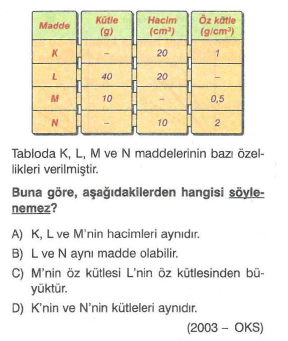 Madde Kütle (g) Hacim (cm³) Öz kütle (g/cm³)
K – 20 1
L 40 20 –
M 10 – 0,5
N – 10 2
Tabloda K, L, M ve N maddelerinin bazı özel-
likleri verilmiştir.
Buna göre, aşağıdakilerden hangisi söyle-
nemez?
A) K, L ve M'nin hacimleri aynıdır.
B) L ve N aynı madde olabilir.
C) M'nin öz kütlesi L'nin öz kütlesinden bü-
yüktür.
D) K'nin ve N'nin kütleleri aynıdır.
(2003 – OKS)